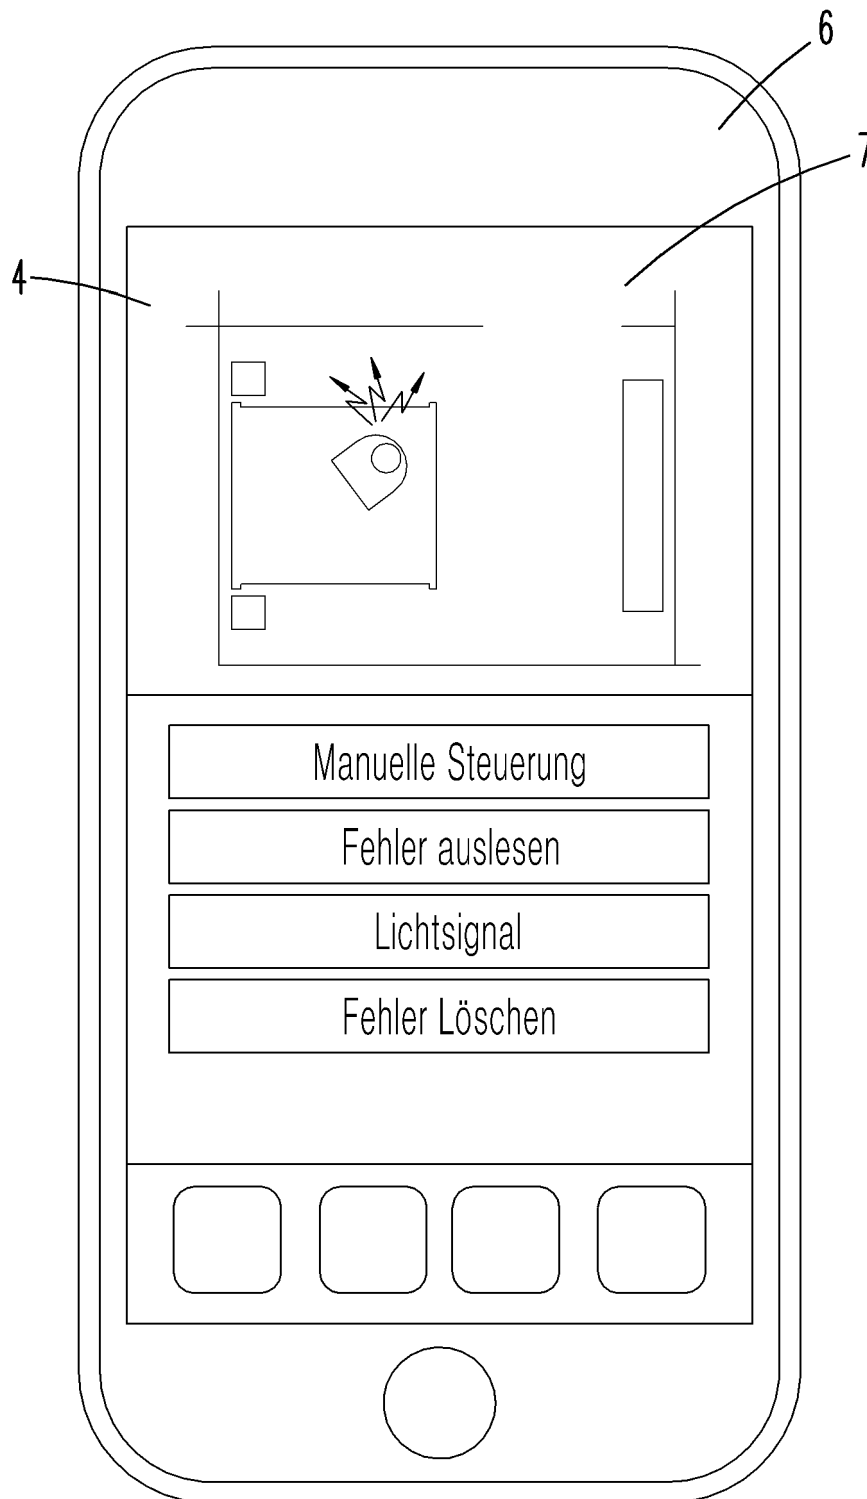 6
7
4
Manuelle Steuerung
Fehler auslesen
Lichtsignal
Fehler Löschen